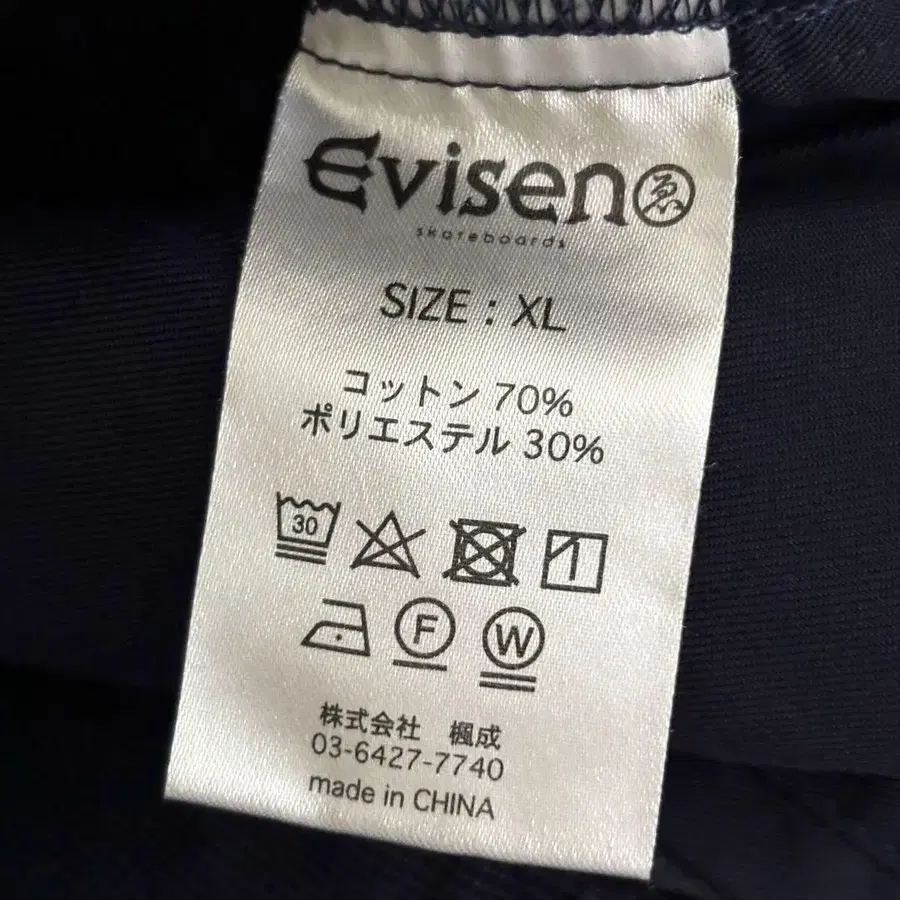 Evisen ゑ
skateboards
SIZE : XL
コットン 70%
ポリエステル 30%
30
F W
株式会社 楓成
03-6427-7740
made in CHINA